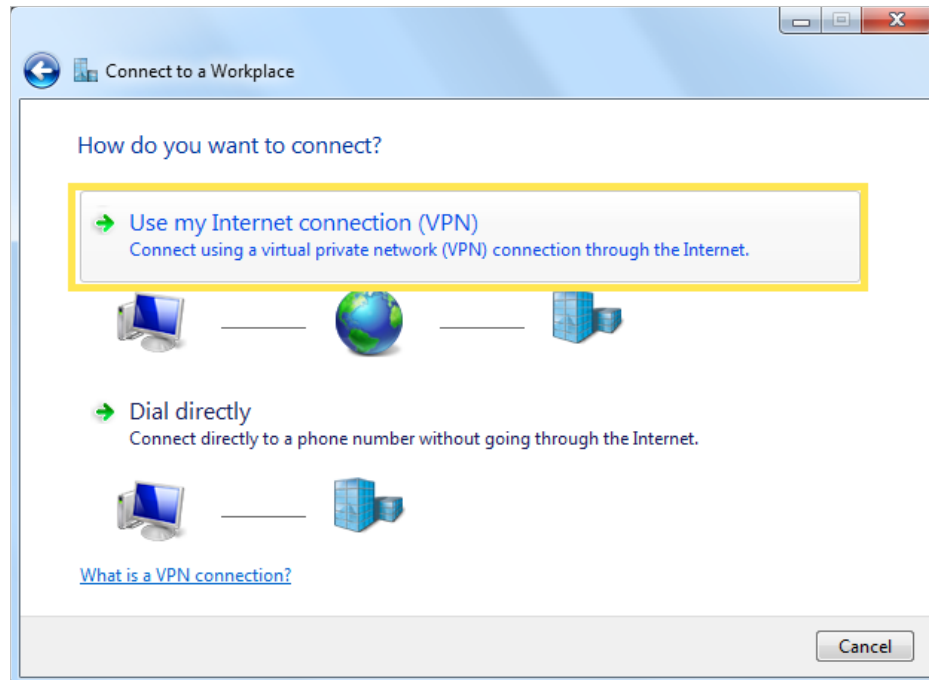 Connect to a Workplace
How do you want to connect?
Use my Internet connection (VPN)
Connect using a virtual private network (VPN) connection through the Internet.
Dial directly
Connect directly to a phone number without going through the Internet.
What is a VPN connection?
Cancel